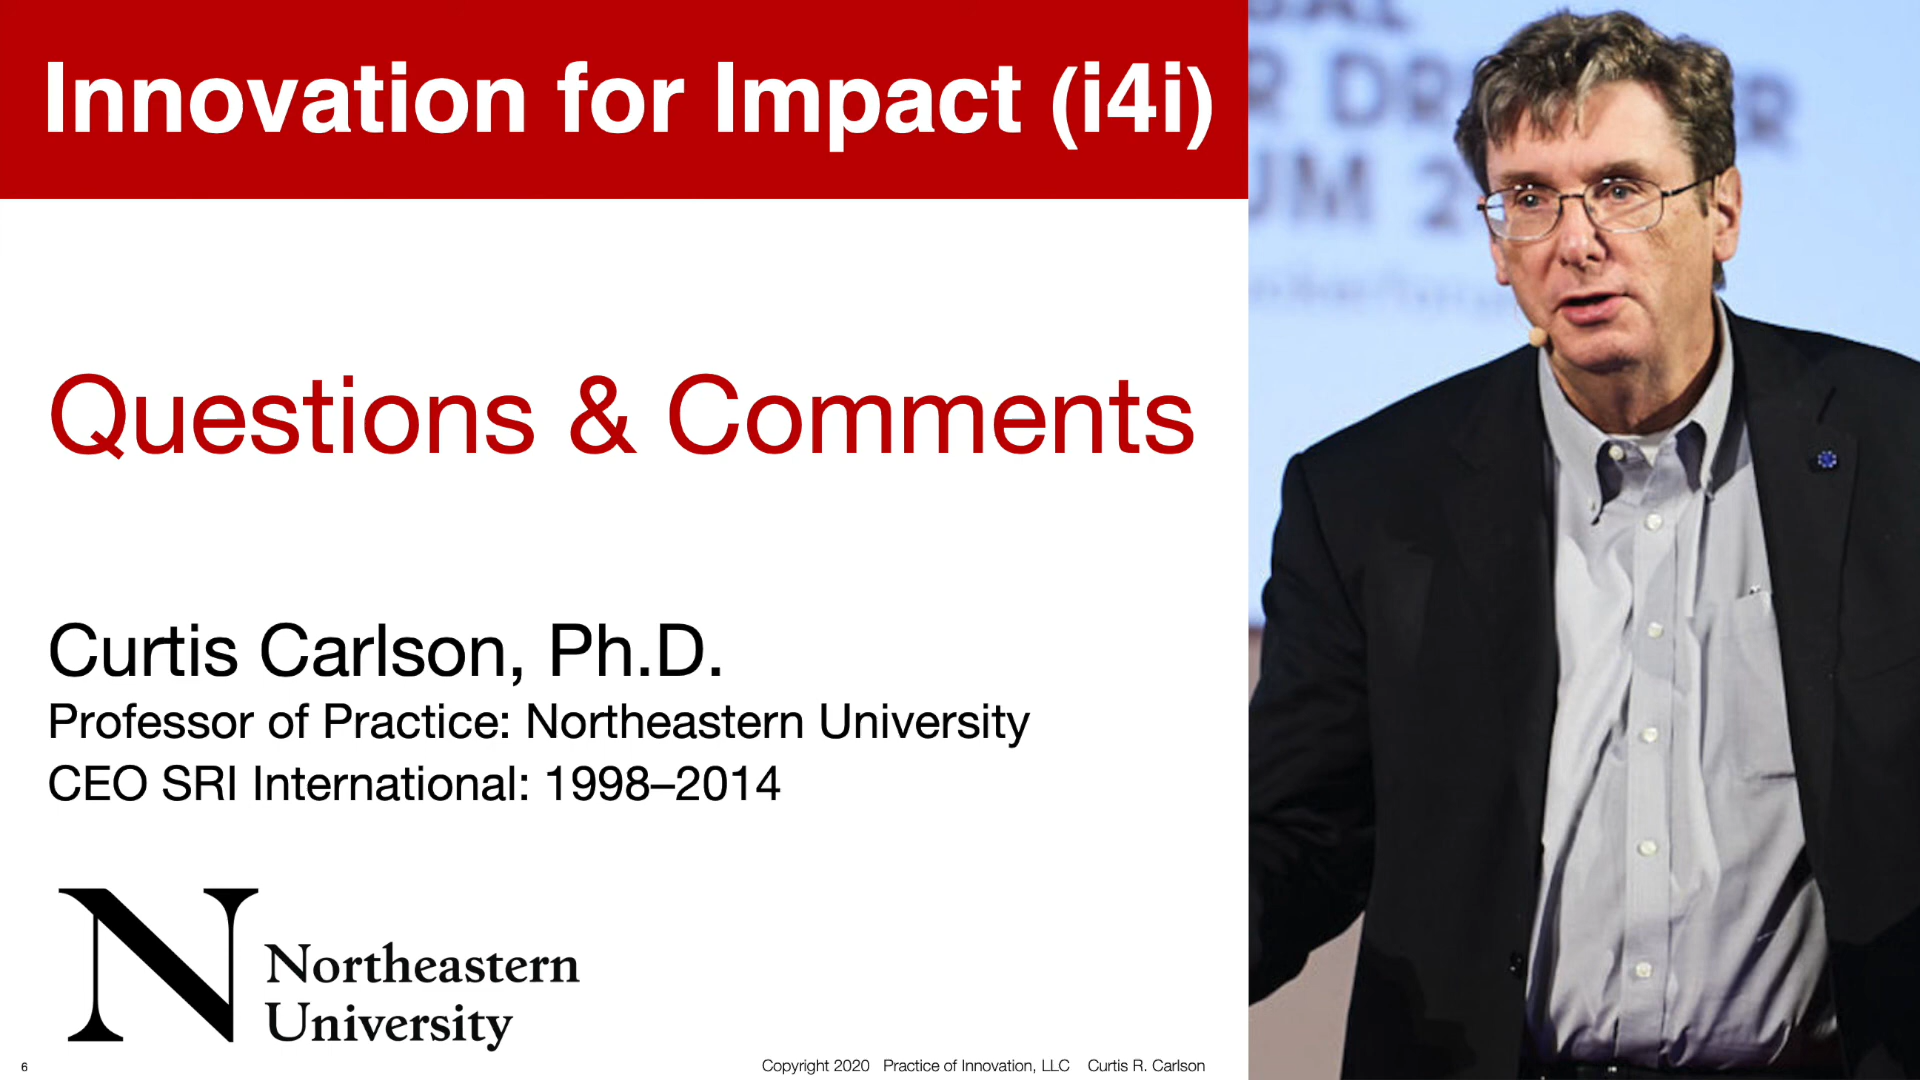 Innovation for Impact (i4i)
Questions & Comments
Curtis Carlson, Ph.D.
Professor of Practice: Northeastern University
CEO SRI International: 1998–2014
N Northeastern
University
6
Copyright 2020 Practice of Innovation, LLC Curtis R. Carlson